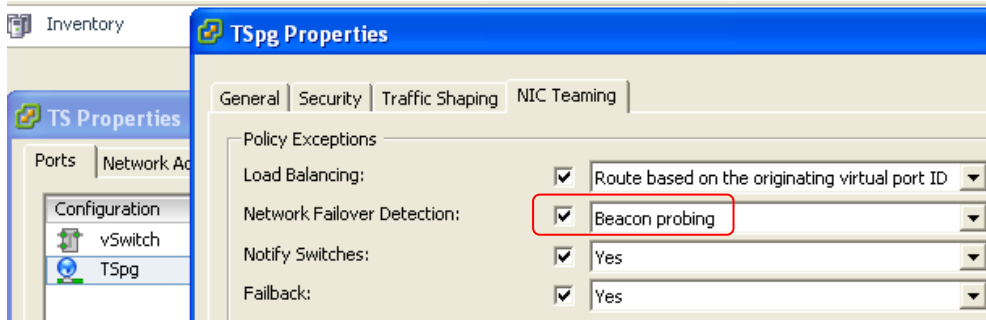 Inventory
TSpg Properties
General Security Traffic Shaping NIC Teaming
TS Properties
Ports Network Ad
Configuration
vSwitch
TSpg
Policy Exceptions
Load Balancing: Route based on the originating virtual port ID
Network Failover Detection: Beacon probing
Notify Switches: Yes
Failback: Yes